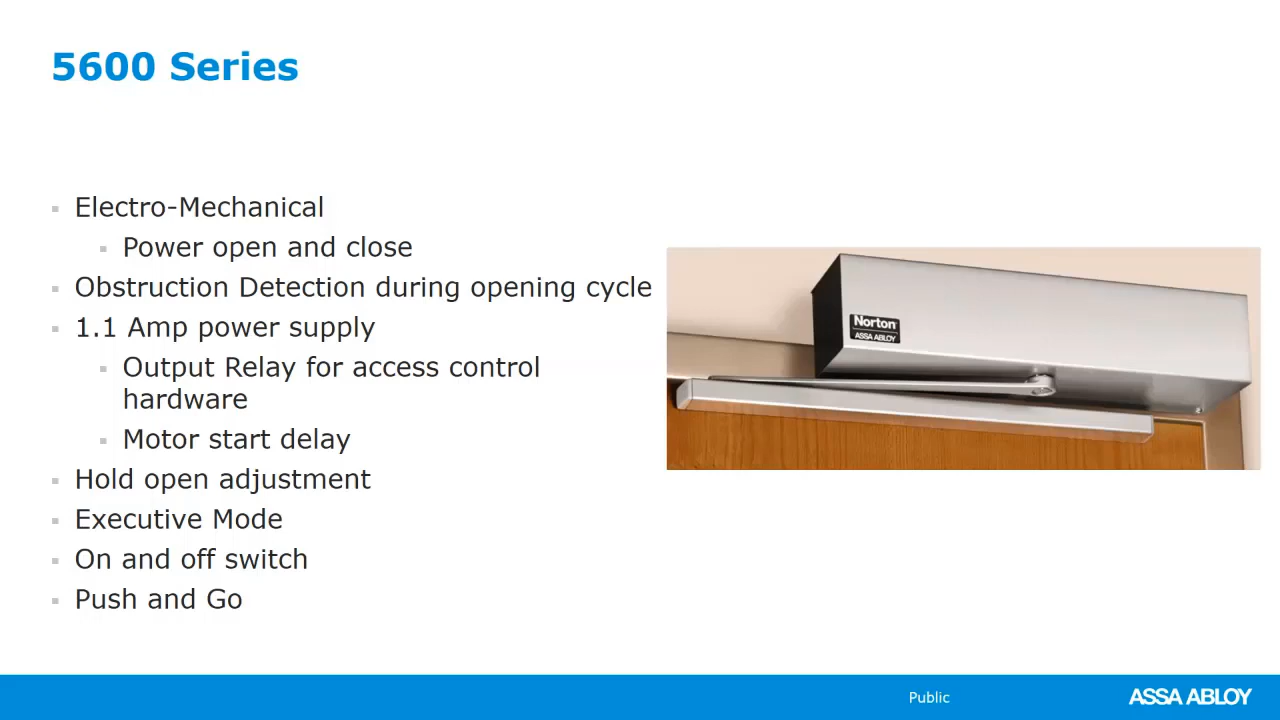 5600 Series
Electro-Mechanical
Power open and close
Obstruction Detection during opening cycle
1.1 Amp power supply
Output Relay for access control
hardware
Motor start delay
Hold open adjustment
Executive Mode
On and off switch
Push and Go
Norton
ASSA ABLOY
Public
ASSA ABLOY